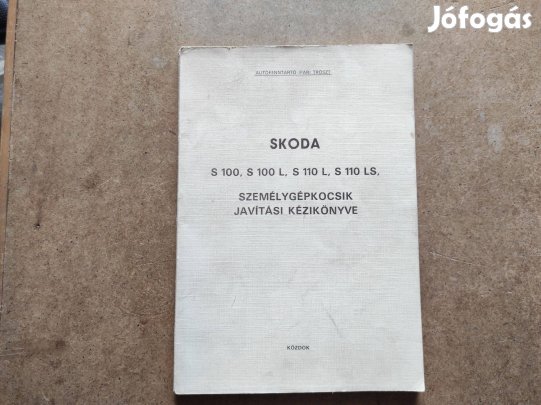 Jófogás
AUTÓFENNTARTÓ IPARI TRÖSZT
SKODA
S 100, S 100 L, S 110 L, S 110 LS,
SZEMÉLYGÉPKOCSIK
JAVÍTÁSI KÉZIKÖNYVE
KÖZDOK